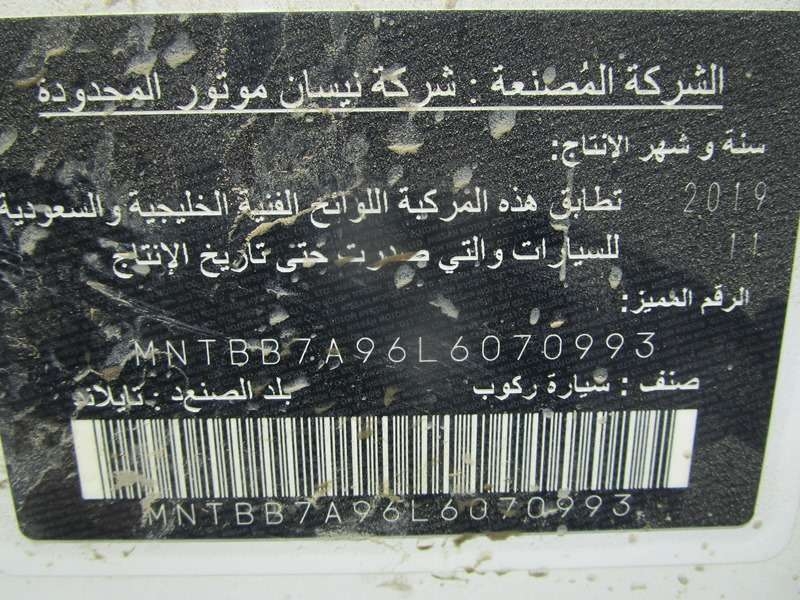 الشركة المُصنعة : شركة نيسان موتور المحدودة
سنة و شهر الإنتاج:
2019 تطابق هذه المركبة اللوائح الفنية الخليجية والسعودية
11 للسيارات والتي صدرت حتى تاريخ الإنتاج
الرقم المميز:
MNTBB7A96L6070993
صنف : سيارة ركوب بلد الصنع : تايلاند
MNTBB7A96L6070993